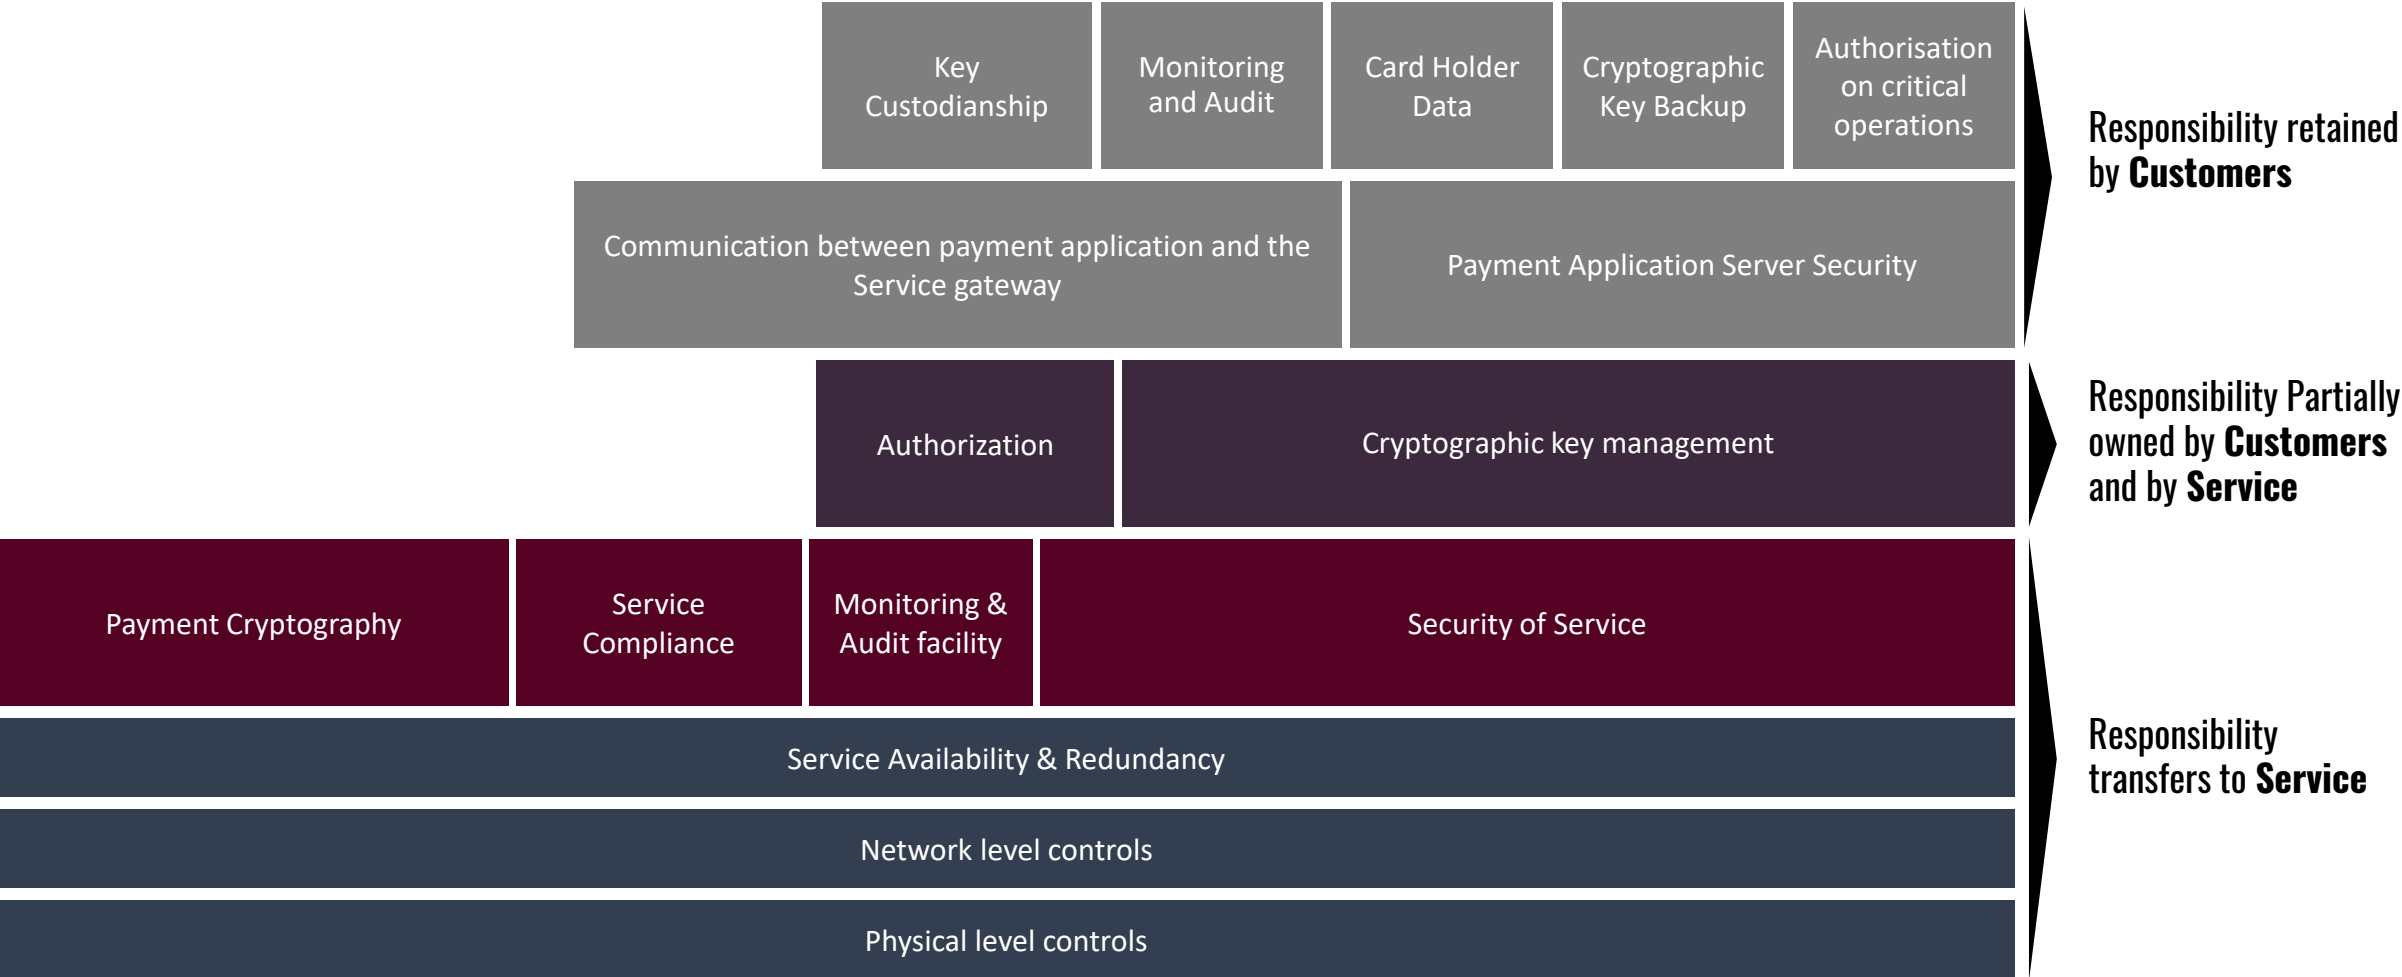 Key
Custodianship
Monitoring
and Audit
Card Holder
Data
Cryptographic
Key Backup
Authorisation
on critical
operations
Responsibility retained
by Customers
Communication between payment application and the
Service gateway
Payment Application Server Security
Authorization
Cryptographic key management
Responsibility Partially
owned by Customers
and by Service
Payment Cryptography
Service
Compliance
Monitoring &
Audit facility
Security of Service
Service Availability & Redundancy
Network level controls
Physical level controls
Responsibility
transfers to Service